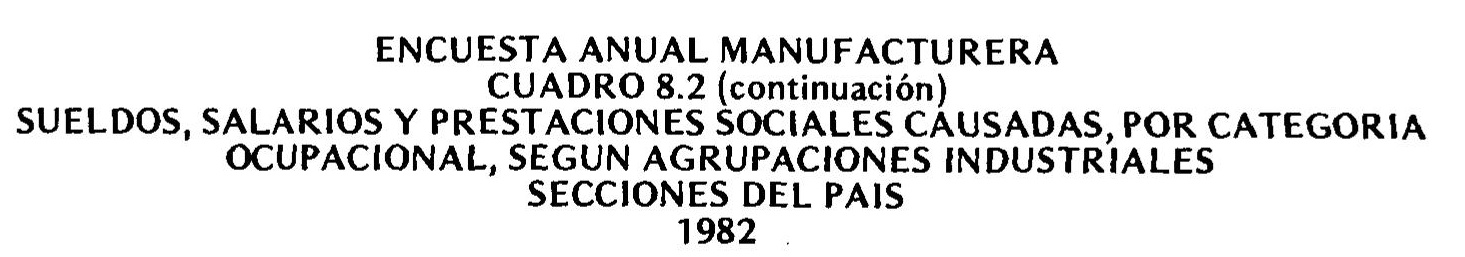 ENCUESTA ANUAL MANUFACTURERA
CUADRO 8.2 (continuación)
SUELDOS, SALARIOS Y PRESTACIONES SOCIALES CAUSADAS, POR CATEGORIA
OCUPACIONAL, SEGUN AGRUPACIONES INDUSTRIALES
SECCIONES DEL PAIS
1982